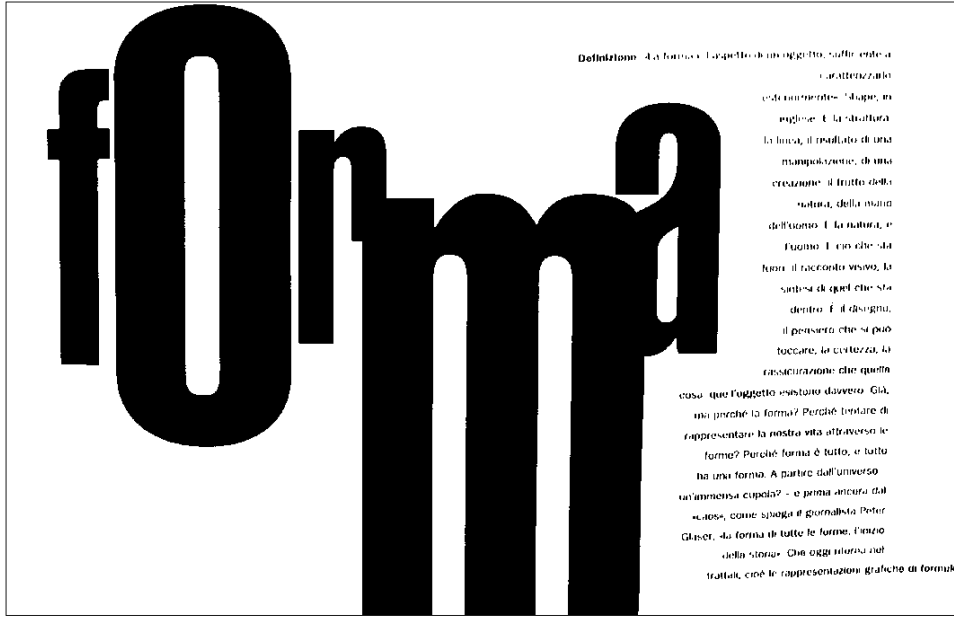 forma
Definizione «La forma è l'aspetto di un oggetto, sufficiente a
caratterizzarlo
esteriormente». Shape, in
inglese. È la struttura,
la linea, il risultato di una
manipolazione, di una
creazione. il frutto della
natura, della mano
dell'uomo. È la natura, è
l'uomo. È ciò che sta
fuori. il racconto visivo, la
sintesi di quel che sta
dentro. È il disegno,
il pensiero che si può
toccare, la certezza, la
rassicurazione che quella
cosa, que l'oggetto esistono davvero. Già,
ma perché la forma? Perché tentare di
rappresentare la nostra vita attraverso le
forme? Perché forma è tutto, e tutto
ha una forma. A partire dall'universo
un'immensa cupola? - e prima ancora dal
«caos», come spiega il giornalista Peter
Glaser, «la forma di tutte le forme, l'inizio
della storia». Che oggi ritorna nei
frattali, cioè le rappresentazioni grafiche di